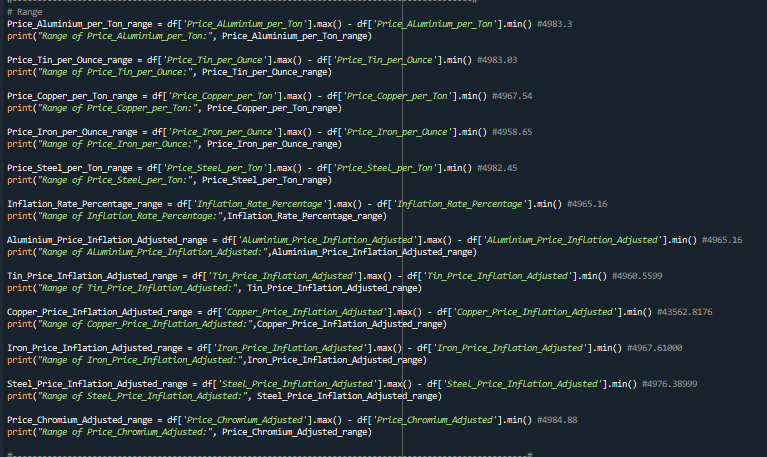 #------------------------------------------------------------------------------------------#
# Range
Price_Aluminium_per_Ton_range = df['Price_Aluminium_per_Ton'].max() - df['Price_Aluminium_per_Ton'].min() #4983.3
print("Range of Price_Aluminium_per_Ton:", Price_Aluminium_per_Ton_range)

Price_Tin_per_Ounce_range = df['Price_Tin_per_Ounce'].max() - df['Price_Tin_per_Ounce'].min() #4983.03
print("Range of Price_Tin_per_Ounce:", Price_Tin_per_Ounce_range)

Price_Copper_per_Ton_range = df['Price_Copper_per_Ton'].max() - df['Price_Copper_per_Ton'].min() #4967.54
print("Range of Price_Copper_per_Ton:", Price_Copper_per_Ton_range)

Price_Iron_per_Ounce_range = df['Price_Iron_per_Ounce'].max() - df['Price_Iron_per_Ounce'].min() #4958.65
print("Range of Price_Iron_per_Ounce:", Price_Iron_per_Ounce_range)

Price_Steel_per_Ton_range = df['Price_Steel_per_Ton'].max() - df['Price_Steel_per_Ton'].min() #4982.45
print("Range of Price_Steel_per_Ton:", Price_Steel_per_Ton_range)

Inflation_Rate_Percentage_range = df['Inflation_Rate_Percentage'].max() - df['Inflation_Rate_Percentage'].min() #4965.16
print("Range of Inflation_Rate_Percentage:",Inflation_Rate_Percentage_range)

Aluminium_Price_Inflation_Adjusted_range = df['Aluminium_Price_Inflation_Adjusted'].max() - df['Aluminium_Price_Inflation_Adjusted'].min() #4965.16
print("Range of Aluminium_Price_Inflation_Adjusted:",Aluminium_Price_Inflation_Adjusted_range)

Tin_Price_Inflation_Adjusted_range = df['Tin_Price_Inflation_Adjusted'].max() - df['Tin_Price_Inflation_Adjusted'].min() #4960.5599
print("Range of Tin_Price_Inflation_Adjusted:", Tin_Price_Inflation_Adjusted_range)

Copper_Price_Inflation_Adjusted_range = df['Copper_Price_Inflation_Adjusted'].max() - df['Copper_Price_Inflation_Adjusted'].min() #43562.8176
print("Range of Copper_Price_Inflation_Adjusted:",Copper_Price_Inflation_Adjusted_range)

Iron_Price_Inflation_Adjusted_range = df['Iron_Price_Inflation_Adjusted'].max() - df['Iron_Price_Inflation_Adjusted'].min() #4967.61000
print("Range of Iron_Price_Inflation_Adjusted:",Iron_Price_Inflation_Adjusted_range)

Steel_Price_Inflation_Adjusted_range = df['Steel_Price_Inflation_Adjusted'].max() - df['Steel_Price_Inflation_Adjusted'].min() #4976.38999
print("Range of Steel_Price_Inflation_Adjusted:", Steel_Price_Inflation_Adjusted_range)

Price_Chromium_Adjusted_range = df['Price_Chromium_Adjusted'].max() - df['Price_Chromium_Adjusted'].min() #4984.88
print("Range of Price_Chromium_Adjusted:", Price_Chromium_Adjusted_range)

#-----------------------------------------------------------------------------------------------------#